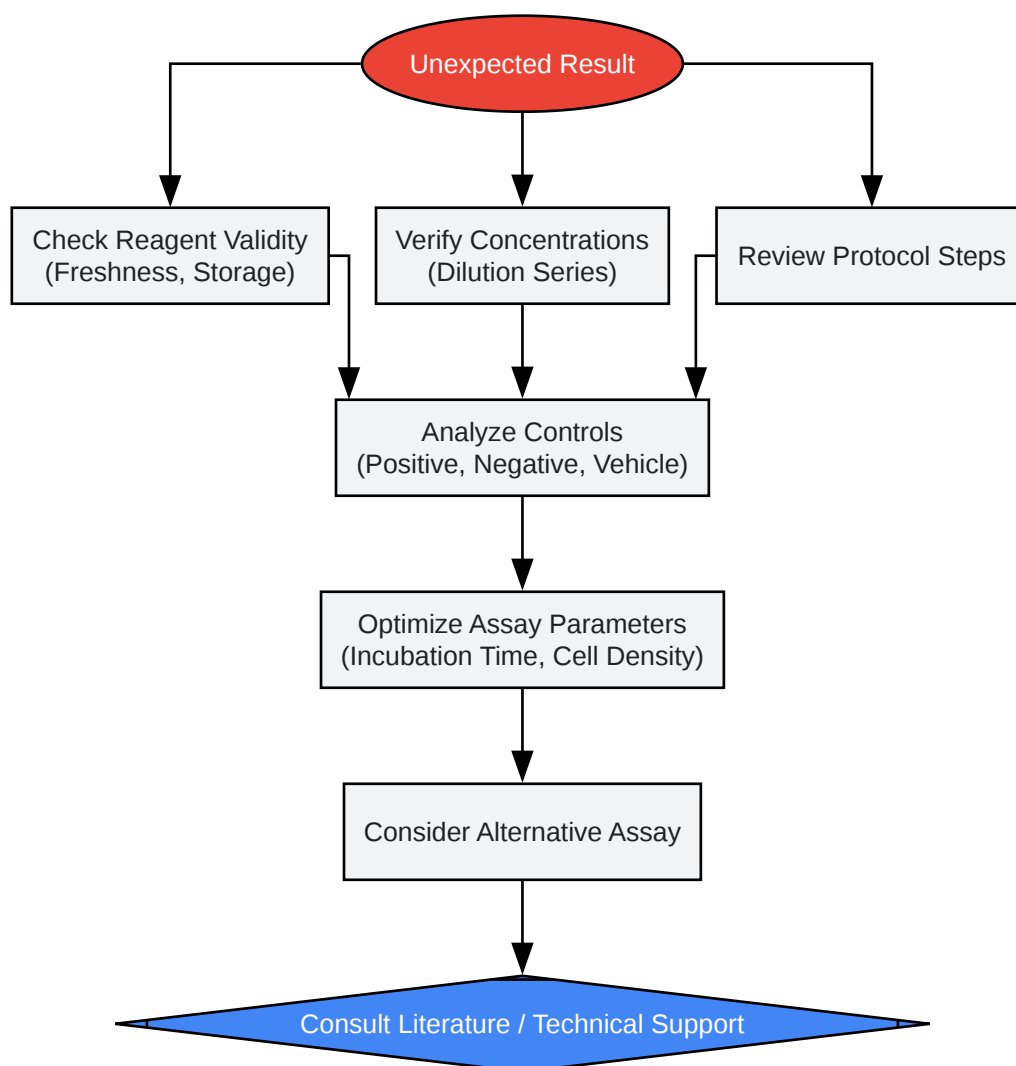 Unexpected Result
Check Reagent Validity
(Freshness, Storage)
Verify Concentrations
(Dilution Series)
Review Protocol Steps
Analyze Controls
(Positive, Negative, Vehicle)
Optimize Assay Parameters
(Incubation Time, Cell Density)
Consider Alternative Assay
Consult Literature / Technical Support